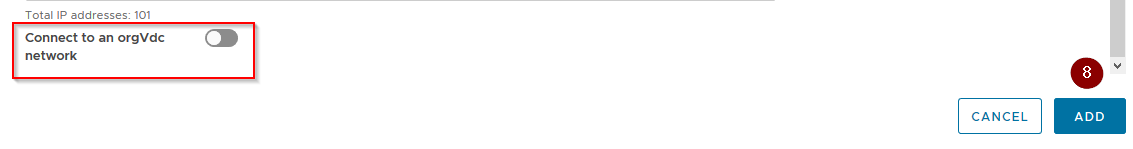 Total IP addresses: 101
Connect to an orgVdc
network
8
CANCEL
ADD